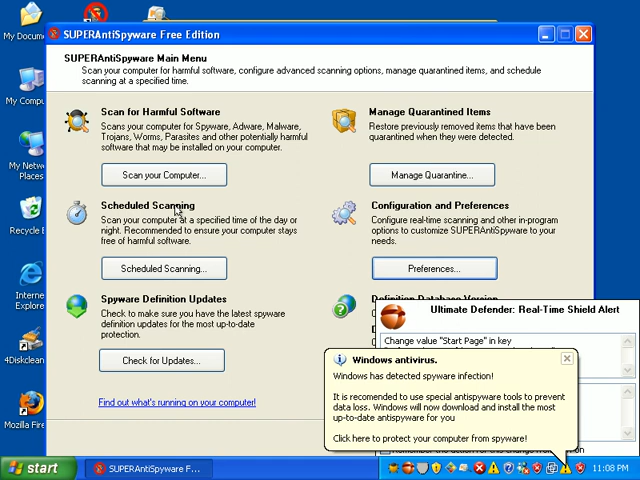 My Docum
SUPERAntiSpyware Free Edition
SUPERAntiSpyware Main Menu
Scan your computer for harmful software, configure advanced scanning options, manage quarantined items, and schedule
scanning at a specified time.
My Compu
Scan for Harmful Software
Scans your computer for Spyware, Adware, Malware,
Trojans, Worms, Parasites and other potentially harmful
software that may be installed on your computer.
Scan your Computer...
Manage Quarantined Items
Restore previously removed items that have been
quarantined when they were detected.
Manage Quarantine...
My Netw
Places
Scheduled Scanning
Scan your computer at a specified time of the day or
night. Recommended to ensure your computer stays
free of harmful software.
Scheduled Scanning...
Configuration and Preferences
Configure real-time scanning and other in-program
options to customize SUPERAntiSpyware to your
needs.
Preferences...
Recycle B
Internet
Explore
Spyware Definition Updates
Check to make sure you have the latest spyware
definition updates for the most up-to-date
protection.
Check for Updates...
Definition Database Version
Ultimate Defender: Real-Time Shield Alert
Change value "Start Page" in key
4Diskclean
Find out what's running on your computer!
Mozilla Fire
Windows antivirus.
Windows has detected spyware infection!
It is recomended to use special antispyware tools to prevent
data loss. Windows will now download and install the most
up-to-date antispyware for you
Click here to protect your computer from spyware!
start
SUPERAntiSpyware F...
11:08 PM